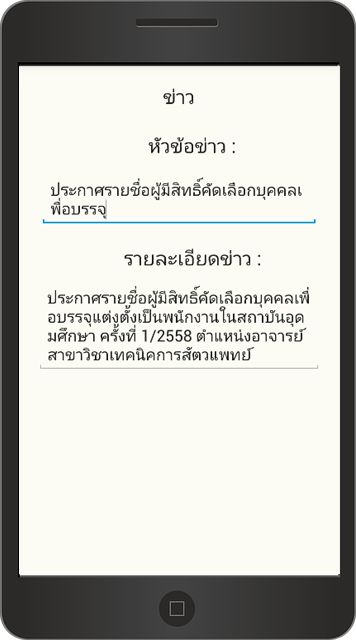 ข่าว
หัวข้อข่าว :
ประกาศรายชื่อผู้มีสิทธิ์คัดเลือกบุคคลเ
พื่อบรรจุ
รายละเอียดข่าว :
ประกาศรายชื่อผู้มีสิทธิ์คัดเลือกบุคคลเพื่
อบรรจุแต่งตั้งเป็นพนักงานในสถาบันอุด
มศึกษา ครั้งที่ 1/2558 ตำแหน่งอาจารย์
สาขาวิชาเทคนิคการสัตวแพทย์